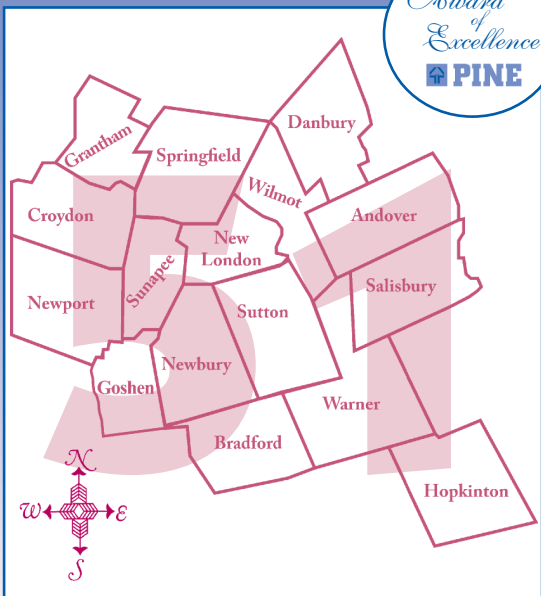 Award
of
Excellence
PINE
Danbury
Grantham
Springfield
Wilmot
Croydon
Andover
New
London
Sunapee
Salisbury
Newport
Sutton
Newbury
Goshen
Warner
Bradford
Hopkinton
51
N
W E
S